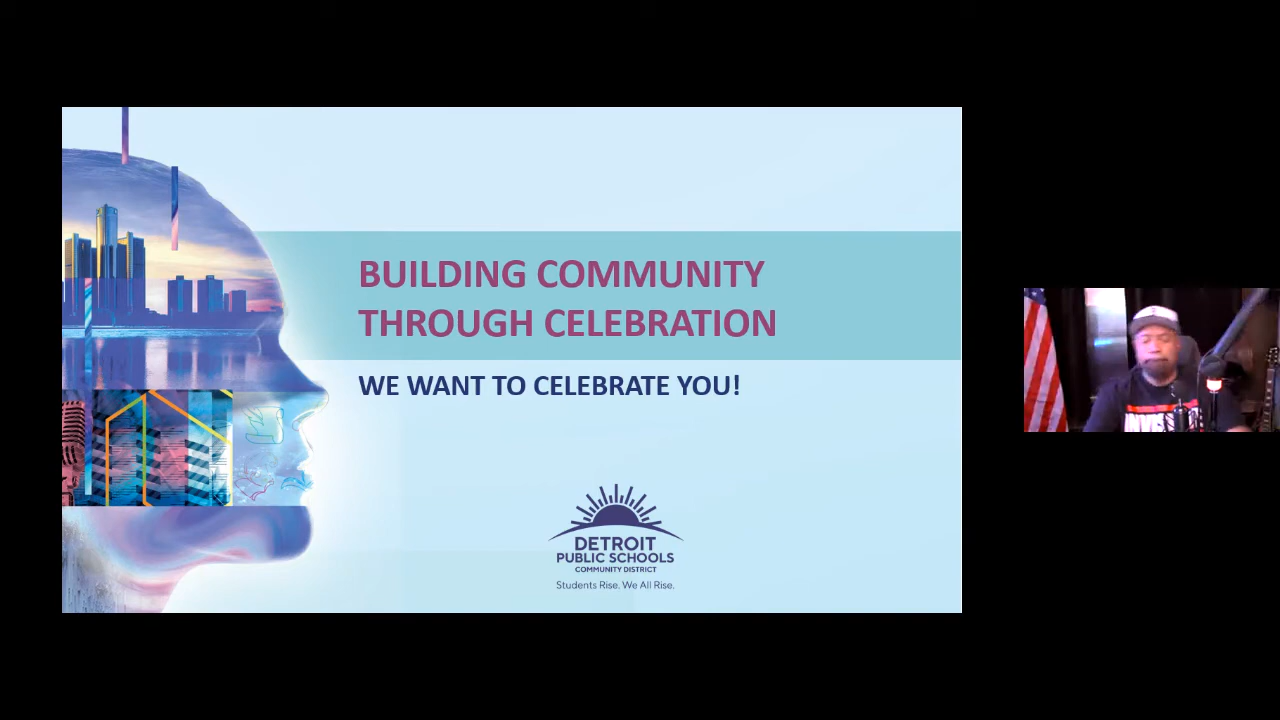 BUILDING COMMUNITY
THROUGH CELEBRATION
WE WANT TO CELEBRATE YOU!
DETROIT
PUBLIC SCHOOLS
COMMUNITY DISTRICT
Students Rise. We All Rise.